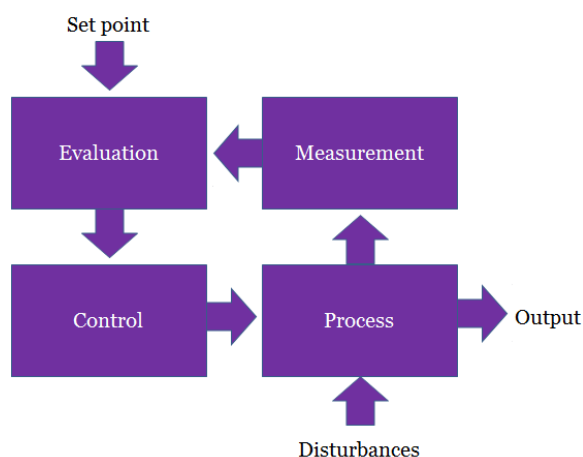 Set point
Evaluation
Measurement
Control
Process
Output
Disturbances